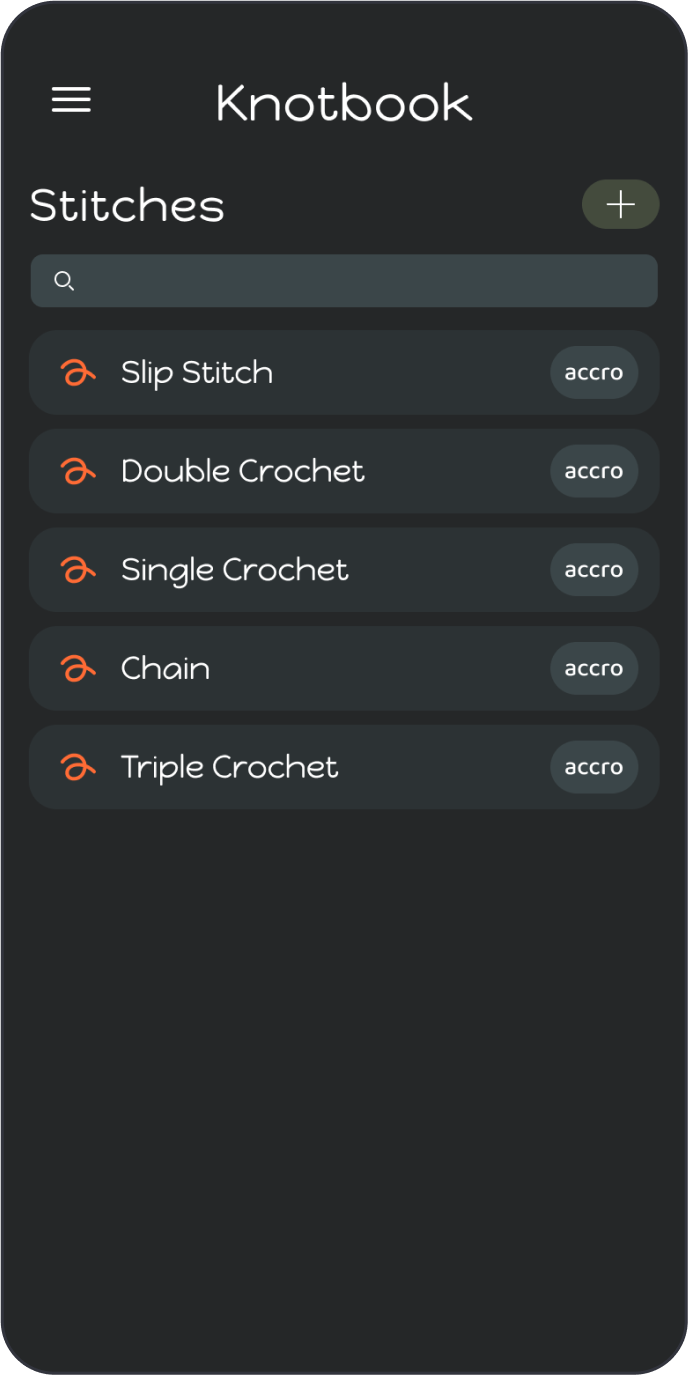 Knotbook
Stitches
Slip Stitch accro
Double Crochet accro
Single Crochet accro
Chain accro
Triple Crochet accro